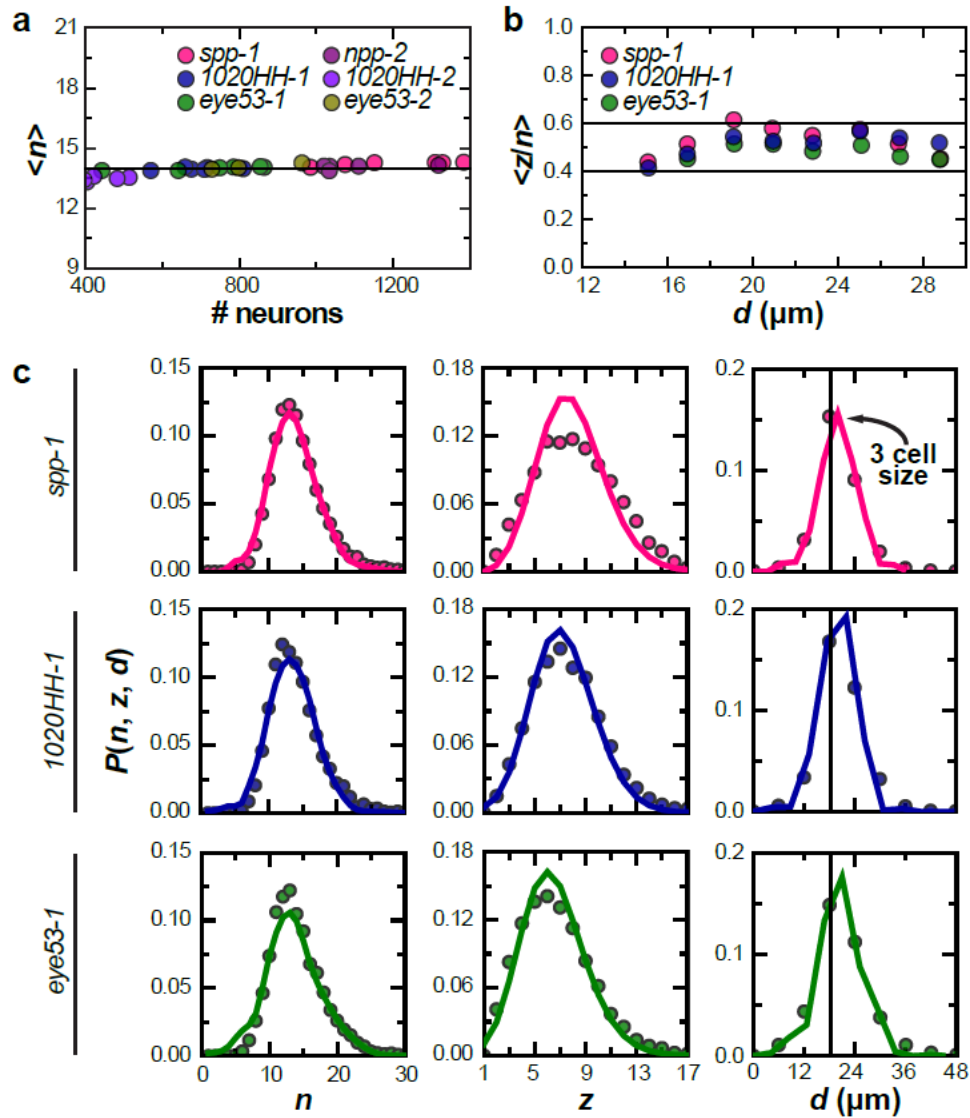 a
21
18
15
12
9
<n>
spp-1 npp-2
1020HH-1 1020HH-2
eye53-1 eye53-2
400 800 1200
# neurons
b
1.0
0.8
0.6
0.4
0.2
0.0
<z/n>
spp-1
1020HH-1
eye53-1
12 16 20 24 28
d (μm)
c
spp-1
0.15
0.10
0.05
0.00
0.18
0.12
0.06
0.00
0.2
0.1
0.0
3 cell
size
1020HH-1
P(n, z, d)
0.15
0.10
0.05
0.00
0.18
0.12
0.06
0.00
0.2
0.1
0.0
eye53-1
0.15
0.10
0.05
0.00
0 10 20 30
n
0.18
0.12
0.06
0.00
1 5 9 13 17
z
0.2
0.1
0.0
0 12 24 36 48
d (μm)